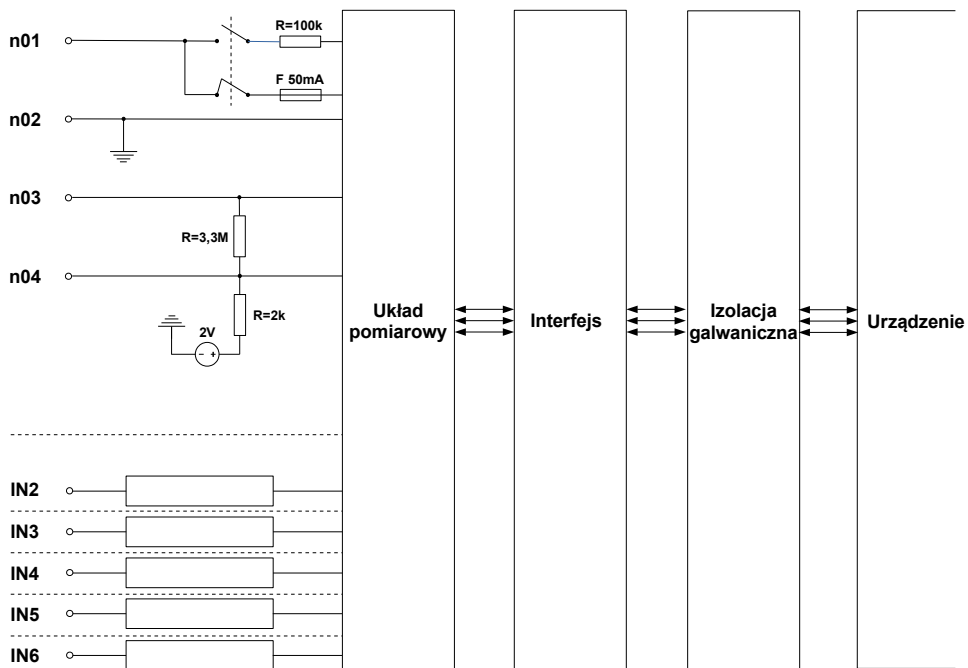 n01
R=100k
F 50mA
n02
n03
R=3,3M
n04
R=2k
2V
- +
Układ
pomiarowy
Interfejs
Izolacja
galwaniczna
Urządzenie
IN2
IN3
IN4
IN5
IN6